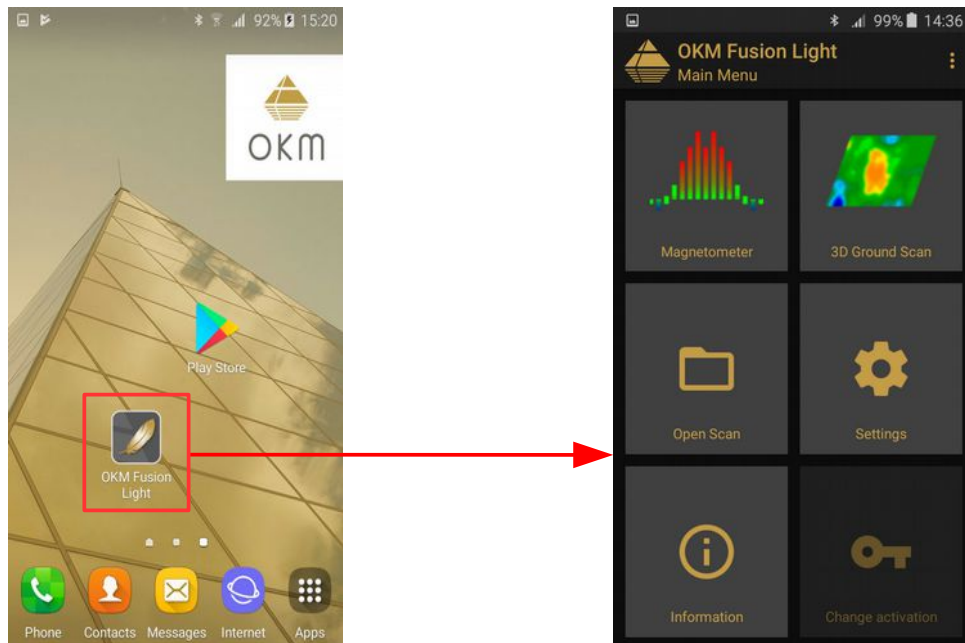 92% 15:20
OKM
Play Store
OKM Fusion
Light
Phone Contacts Messages Internet Apps
99% 14:36
OKM Fusion Light
Main Menu
Magnetometer 3D Ground Scan
Open Scan Settings
Information Change activation